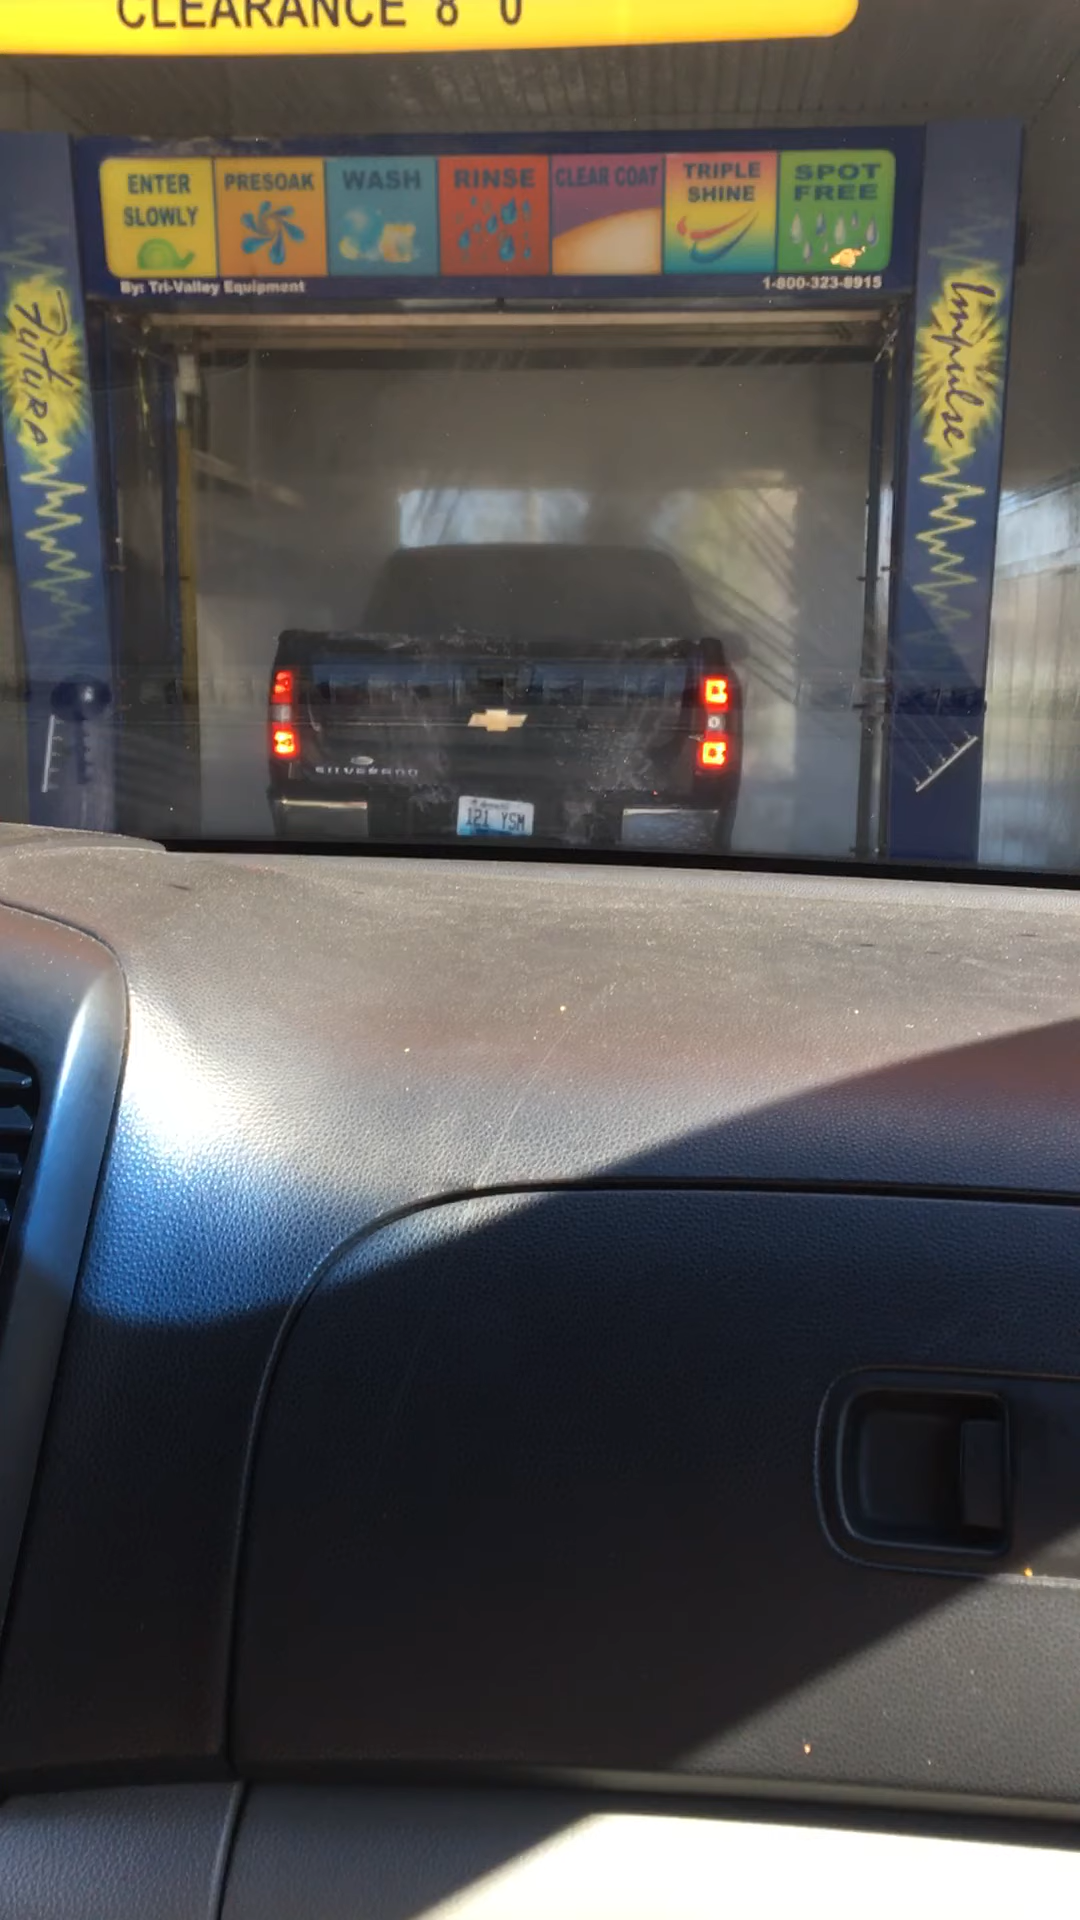 CLEARANCE 8 0
ENTER SLOWLY
PRESOAK
WASH
RINSE
CLEAR COAT
TRIPLE SHINE
SPOT FREE
By: Tri-Valley Equipment
1-800-323-8915
Futura
Impulse
SILVERADO
121 YSM